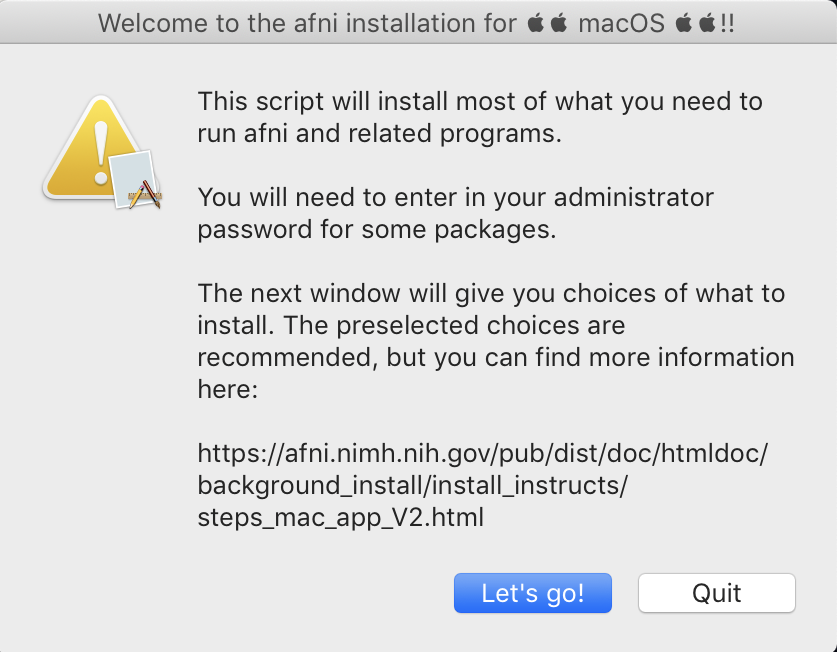 Welcome to the afni installation for  macOS !!
This script will install most of what you need to
run afni and related programs.
You will need to enter in your administrator
password for some packages.
The next window will give you choices of what to
install. The preselected choices are
recommended, but you can find more information
here:
https://afni.nimh.nih.gov/pub/dist/doc/htmldoc/
background_install/install_instructs/
steps_mac_app_V2.html
Let's go!
Quit